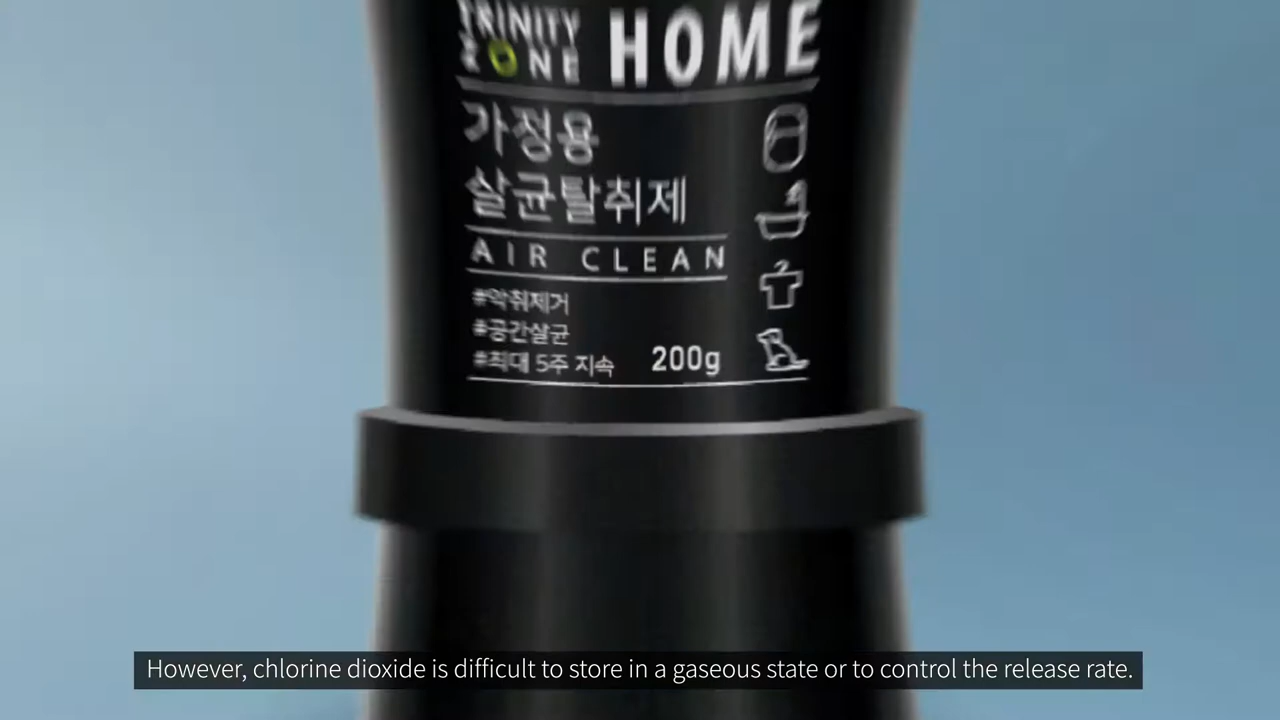 TRINITY
ZONE
HOME
가정용
살균탈취제
AIR CLEAN
#악취제거
#공간살균
#최대 5주 지속
200g
However, chlorine dioxide is difficult to store in a gaseous state or to control the release rate.